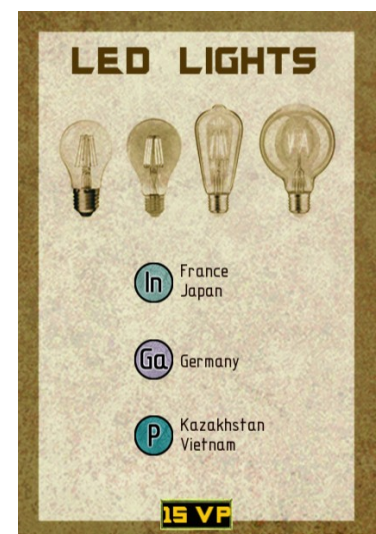 LED LIGHTS
In
France
Japan
Ga
Germany
P
Kazakhstan
Vietnam
15 VP